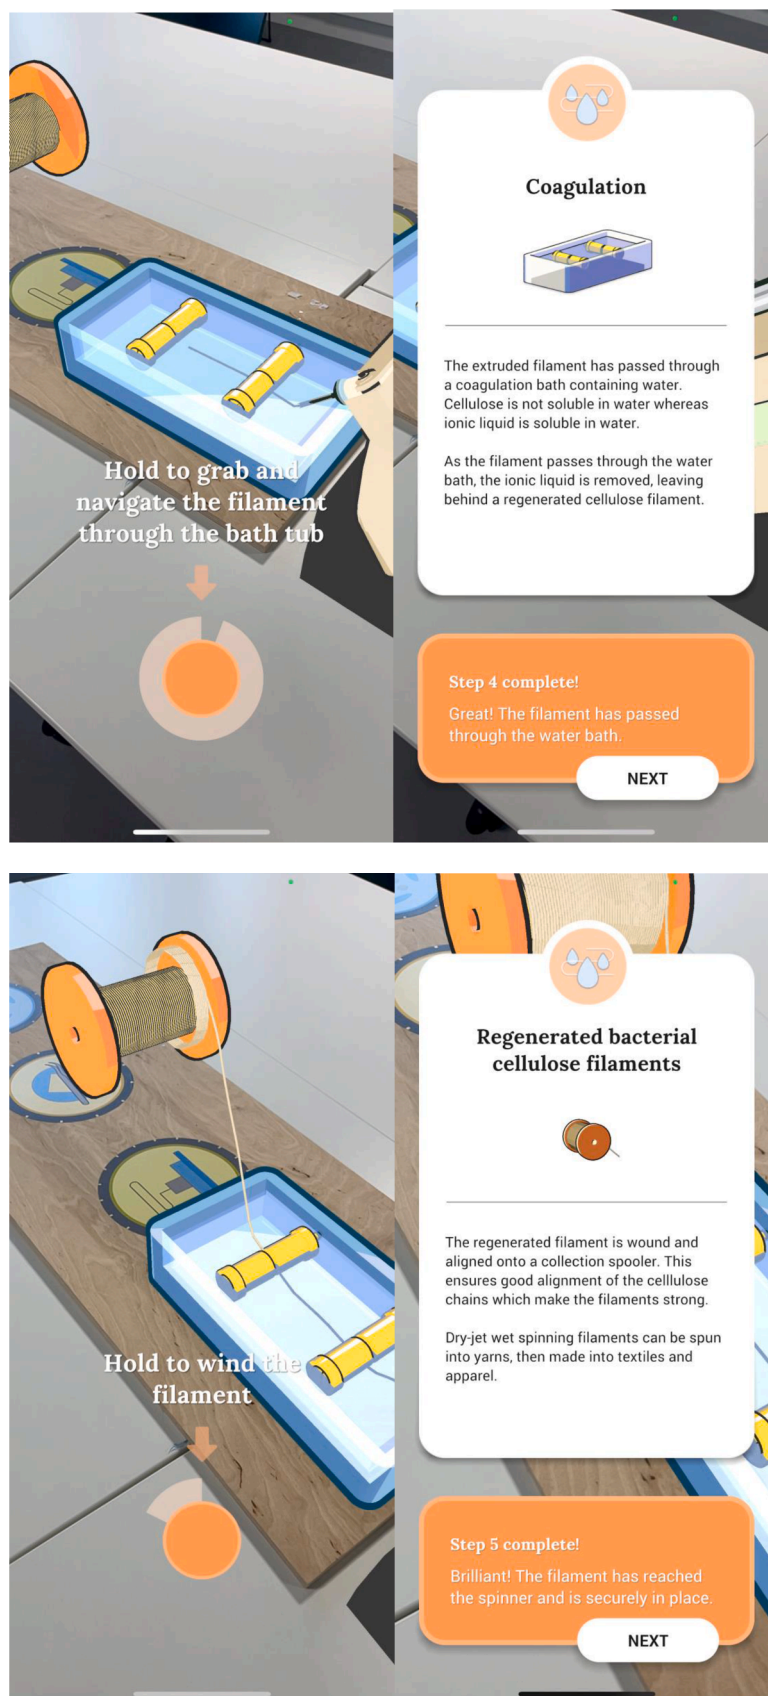 Hold to grab and
navigate the filament
through the bath tub
Coagulation
The extruded filament has passed through
a coagulation bath containing water.
Cellulose is not soluble in water whereas
ionic liquid is soluble in water.
As the filament passes through the water
bath, the ionic liquid is removed, leaving
behind a regenerated cellulose filament.
Step 4 complete!
Great! The filament has passed
through the water bath.
NEXT
Hold to wind the
filament
Regenerated bacterial
cellulose filaments
The regenerated filament is wound and
aligned onto a collection spooler. This
ensures good alignment of the celllulose
chains which make the filaments strong.
Dry-jet wet spinning filaments can be spun
into yarns, then made into textiles and
apparel.
Step 5 complete!
Brilliant! The filament has reached
the spinner and is securely in place.
NEXT